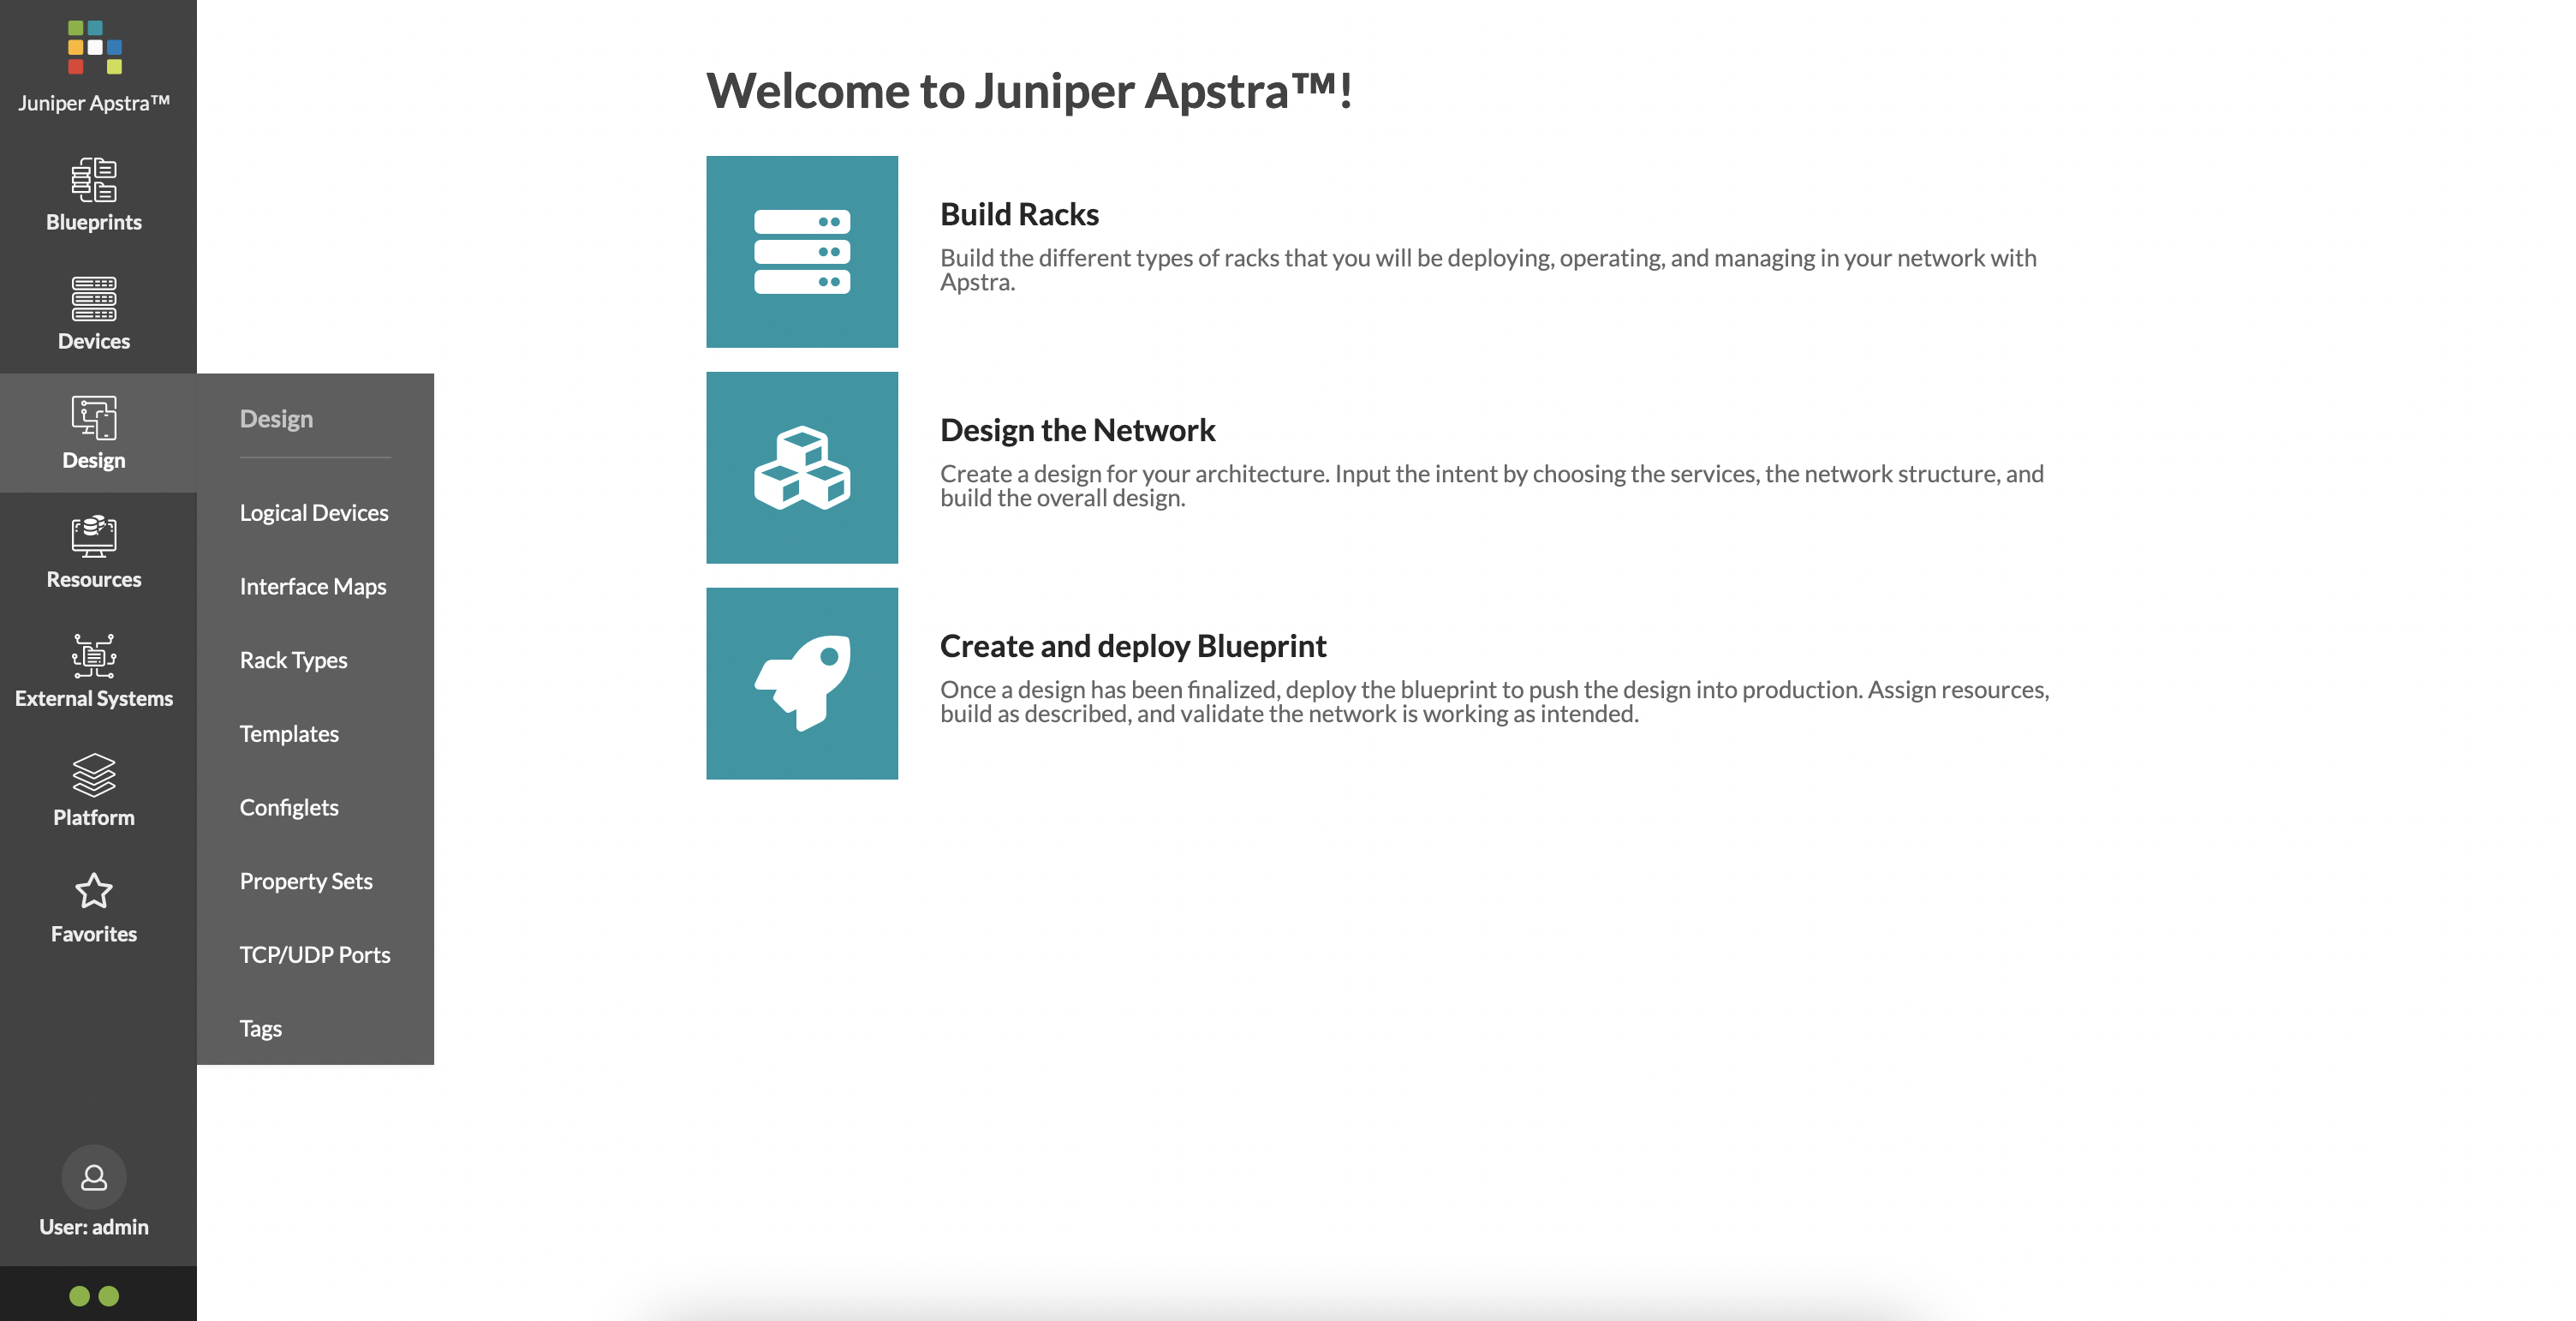 Juniper Apstra™
Blueprints
Devices
Design
Resources
External Systems
Platform
Favorites
User: admin
Design
Logical Devices
Interface Maps
Rack Types
Templates
Configlets
Property Sets
TCP/UDP Ports
Tags
Welcome to Juniper Apstra™!
Build Racks
Build the different types of racks that you will be deploying, operating, and managing in your network with
Apstra.
Design the Network
Create a design for your architecture. Input the intent by choosing the services, the network structure, and
build the overall design.
Create and deploy Blueprint
Once a design has been finalized, deploy the blueprint to push the design into production. Assign resources,
build as described, and validate the network is working as intended.